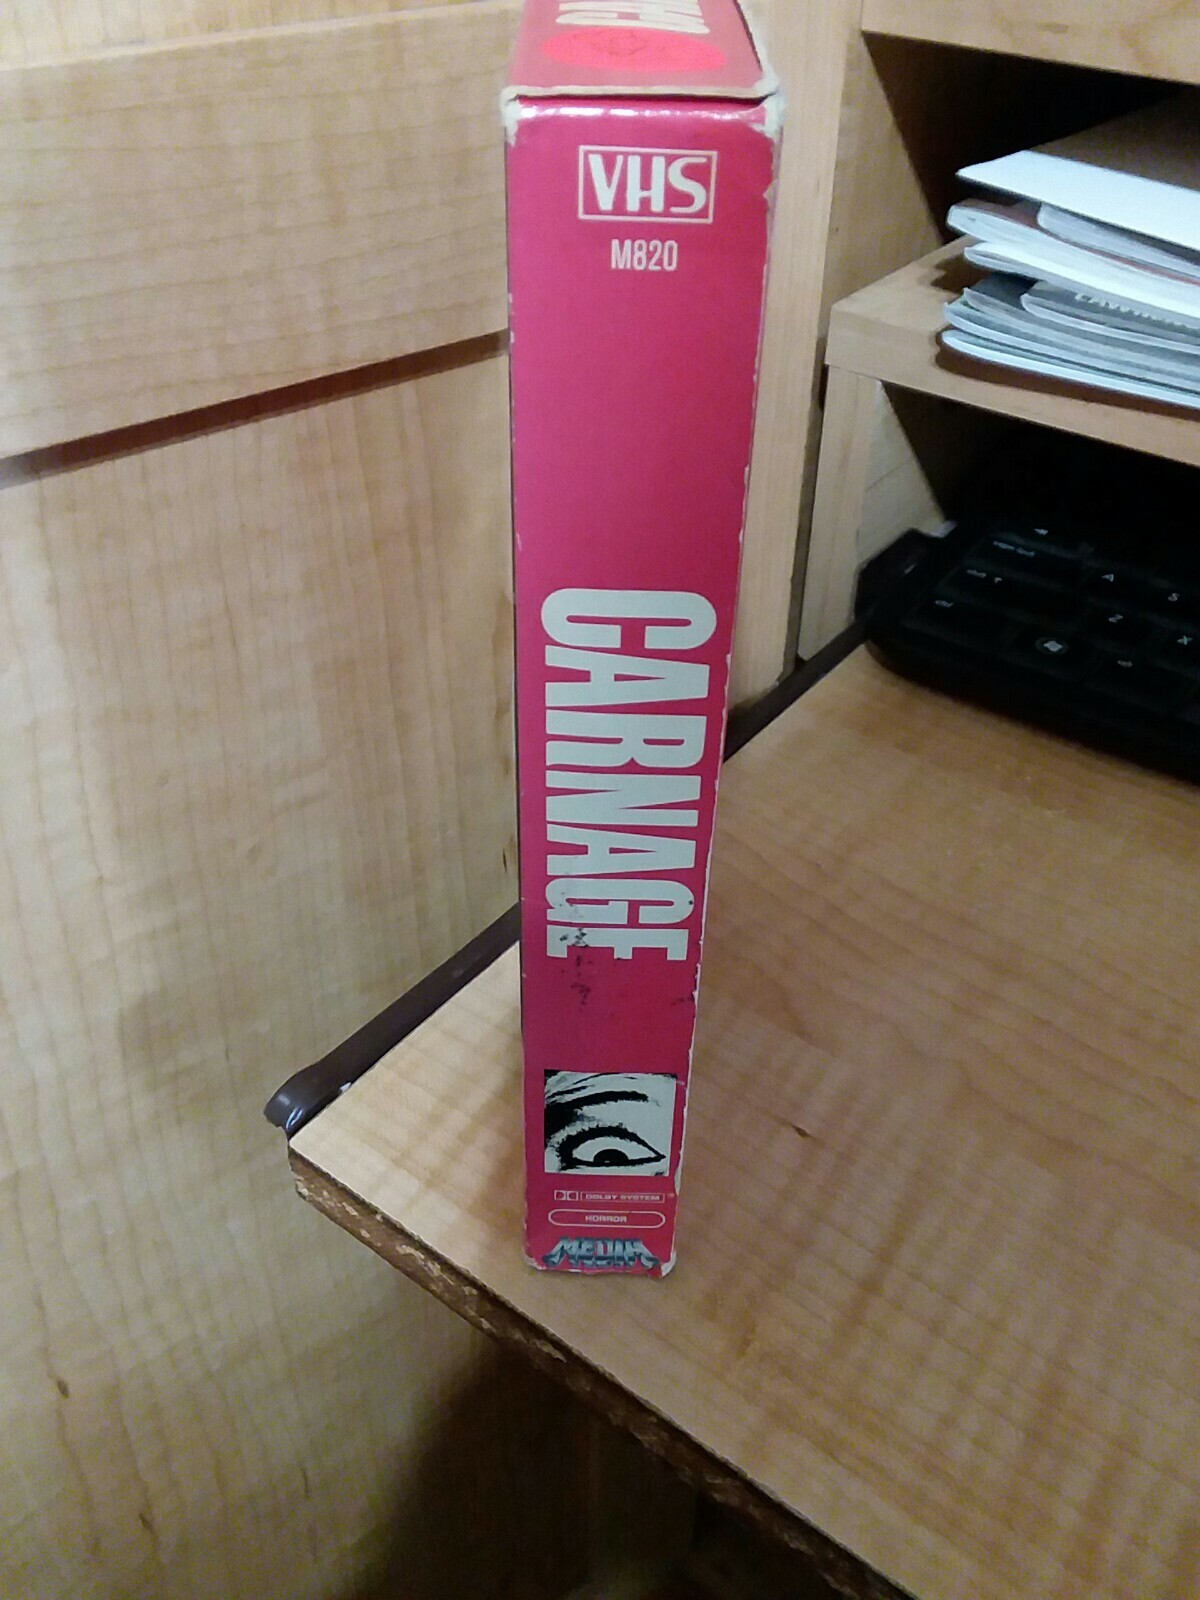 VHS
M820
CARNAGE
DOLBY SYSTEM
HORROR
MEDIA
A
S
Z
X